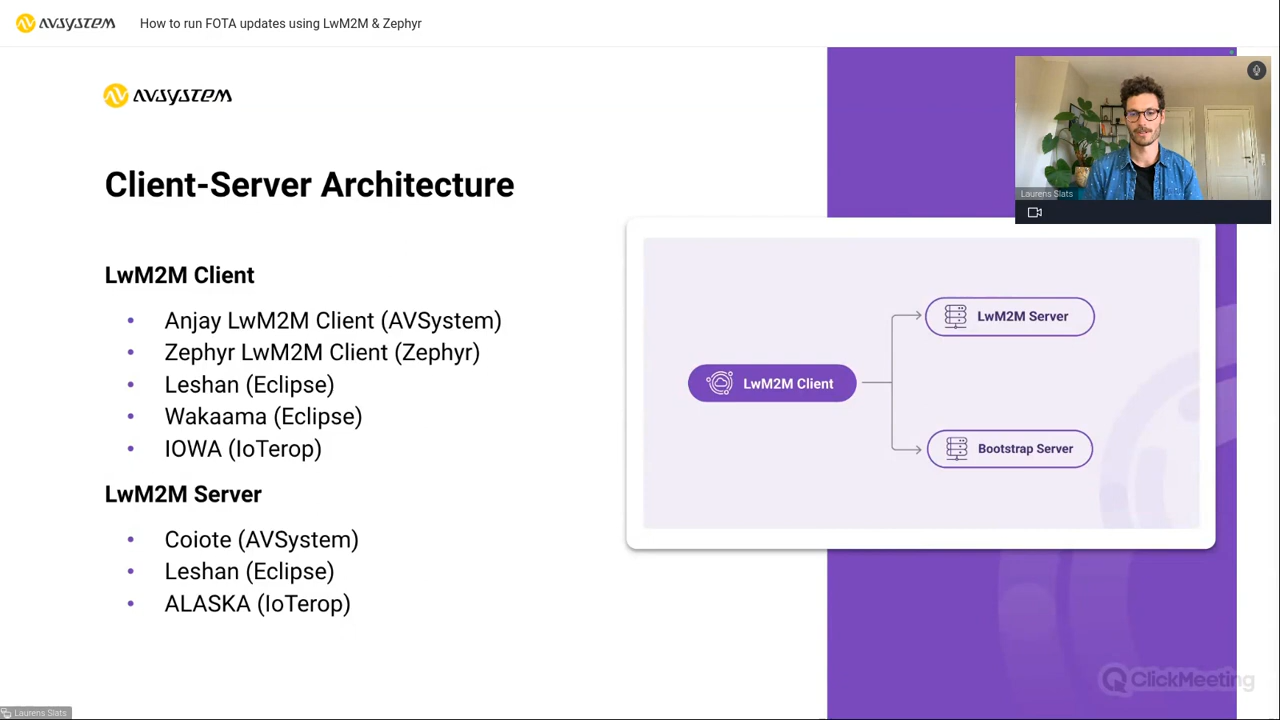 AVSYSTEM
How to run FOTA updates using LwM2M & Zephyr
AVSYSTEM
Laurens Slats
Client-Server Architecture
LwM2M Client
• Anjay LwM2M Client (AVSystem)
• Zephyr LwM2M Client (Zephyr)
• Leshan (Eclipse)
• Wakaama (Eclipse)
• IOWA (IoTerop)
LwM2M Server
• Coiote (AVSystem)
• Leshan (Eclipse)
• ALASKA (IoTerop)
LwM2M Server
LwM2M Client
Bootstrap Server
ClickMeeting
Laurens Slats